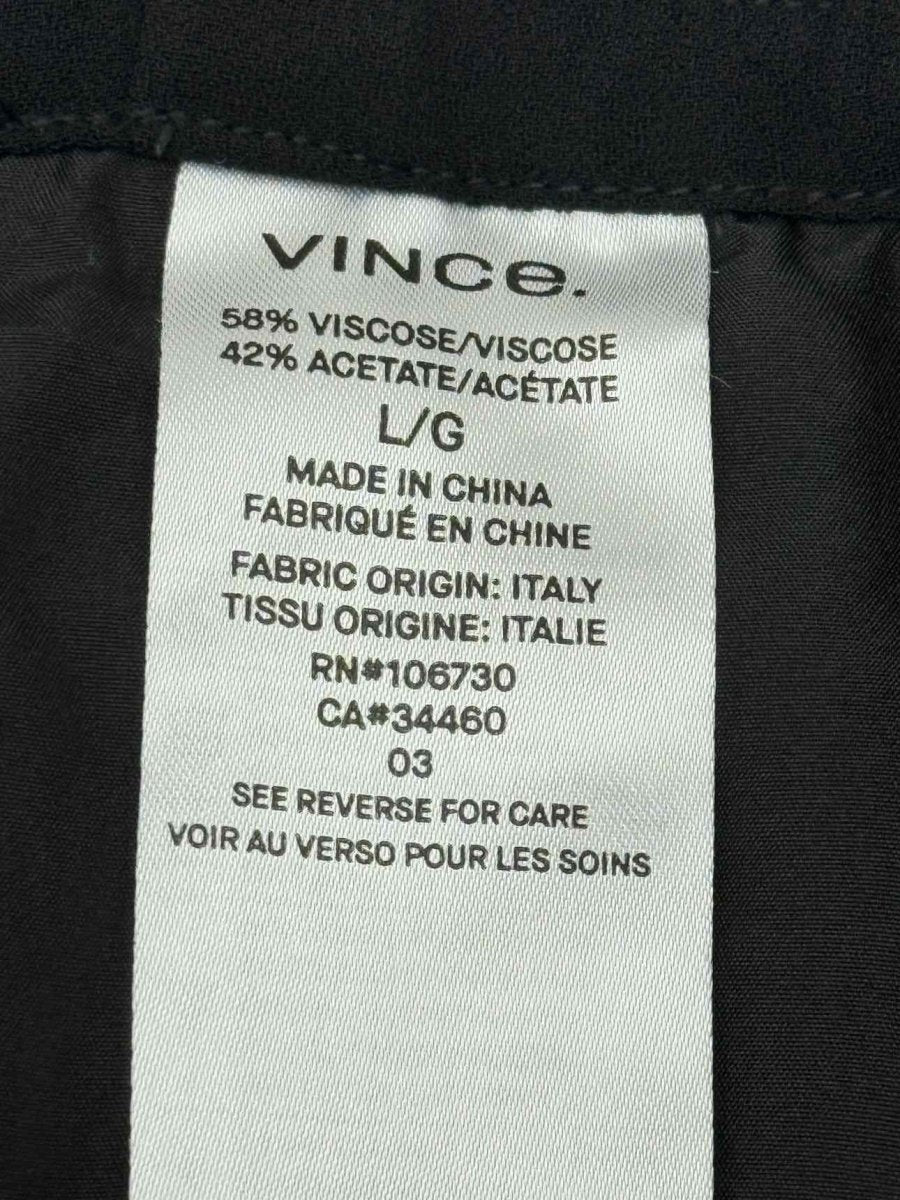 VINCe.
58% VISCOSE/VISCOSE
42% ACETATE/ACÉTATE
L/G
MADE IN CHINA
FABRIQUÉ EN CHINE
FABRIC ORIGIN: ITALY
TISSU ORIGINE: ITALIE
RN#106730
CA#34460
03
SEE REVERSE FOR CARE
VOIR AU VERSO POUR LES SOINS